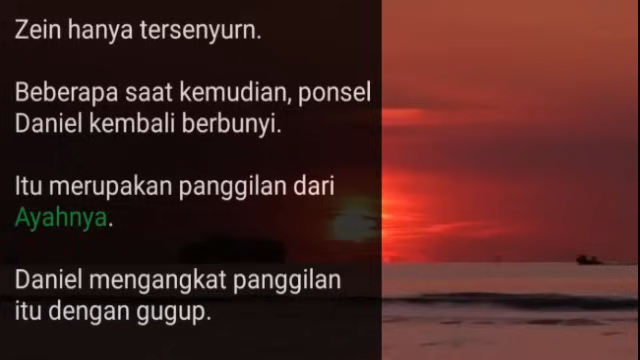 Zein hanya tersenyurn.
Beberapa saat kemudian, ponsel
Daniel kembali berbunyi.
Itu merupakan panggilan dari
Ayahnya.
Daniel mengangkat panggilan
itu dengan gugup.